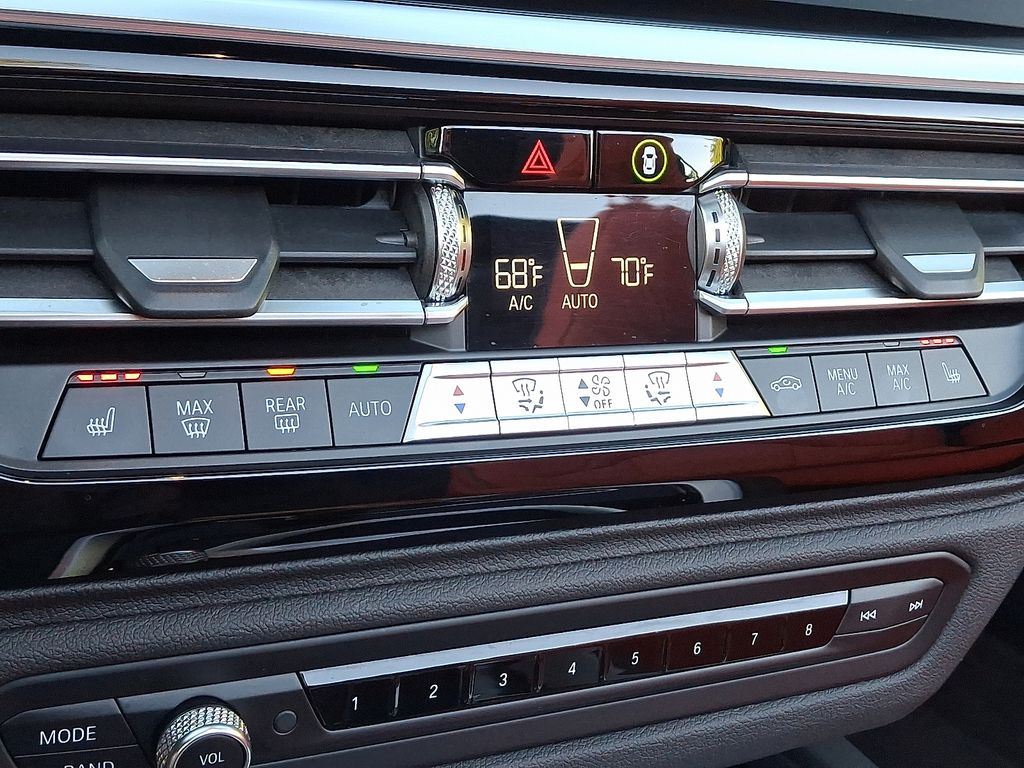 68°F
70°F
A/C
AUTO
MAX
REAR
AUTO
OFF
MENU
A/C
MAX
A/C
1 2 3 4 5 6 7 8
MODE
VOL
BAND